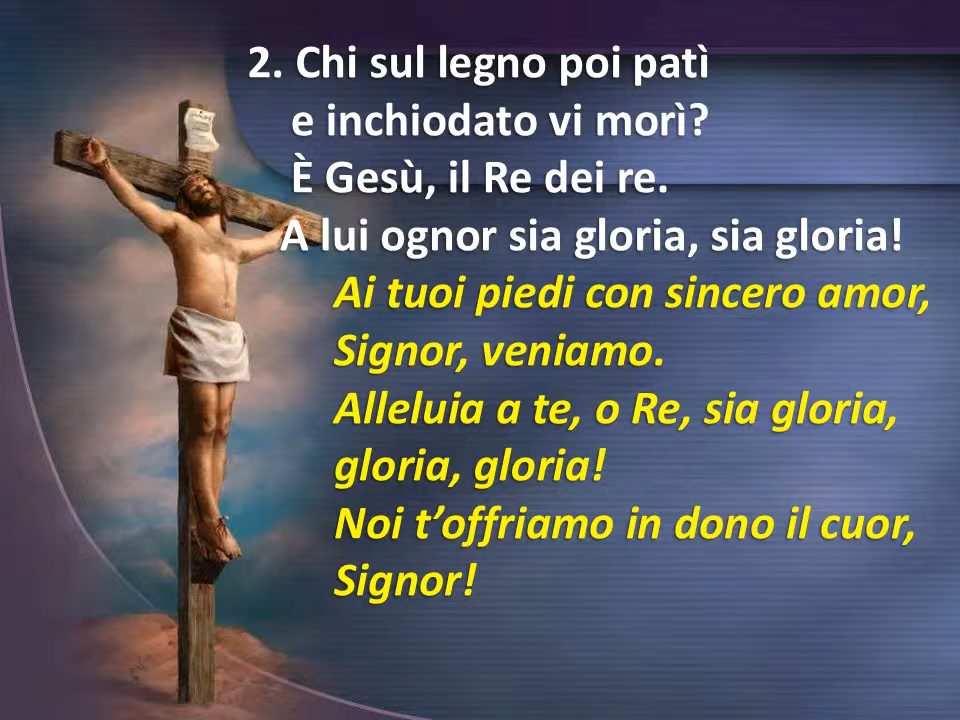 2. Chi sul legno poi patì
e inchiodato vi morì?
È Gesù, il Re dei re.
A lui ognor sia gloria, sia gloria!
Ai tuoi piedi con sincero amor,
Signor, veniamo.
Alleluia a te, o Re, sia gloria,
gloria, gloria!
Noi t’offriamo in dono il cuor,
Signor!